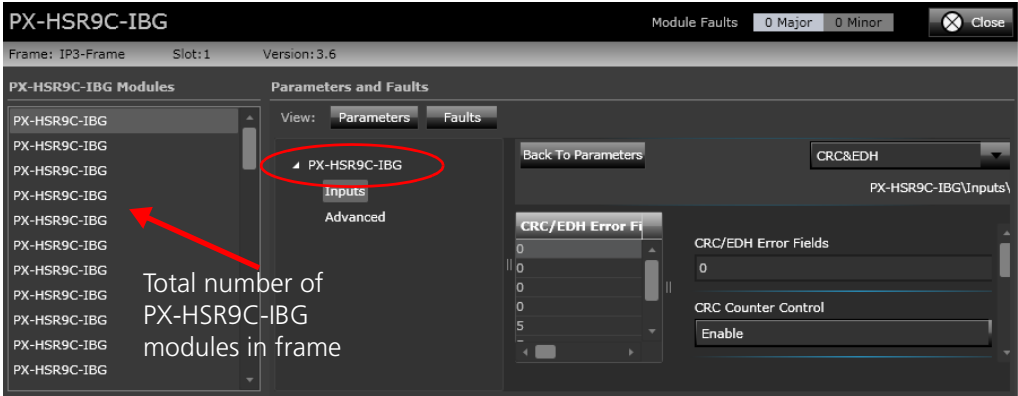 PX-HSR9C-IBG
Module Faults 0 Major 0 Minor Close
Frame: IP3-Frame Slot:1 Version:3.6
PX-HSR9C-IBG Modules
PX-HSR9C-IBG
PX-HSR9C-IBG
PX-HSR9C-IBG
PX-HSR9C-IBG
PX-HSR9C-IBG
PX-HSR9C-IBG
PX-HSR9C-IBG
PX-HSR9C-IBG
PX-HSR9C-IBG
PX-HSR9C-IBG
PX-HSR9C-IBG
Total number of
PX-HSR9C-IBG
modules in frame
Parameters and Faults
View: Parameters Faults
PX-HSR9C-IBG
Inputs
Advanced
Back To Parameters
CRC&EDH
PX-HSR9C-IBG\Inputs\
CRC/EDH Error Fi
0
0
0
0
5
CRC/EDH Error Fields
0
CRC Counter Control
Enable